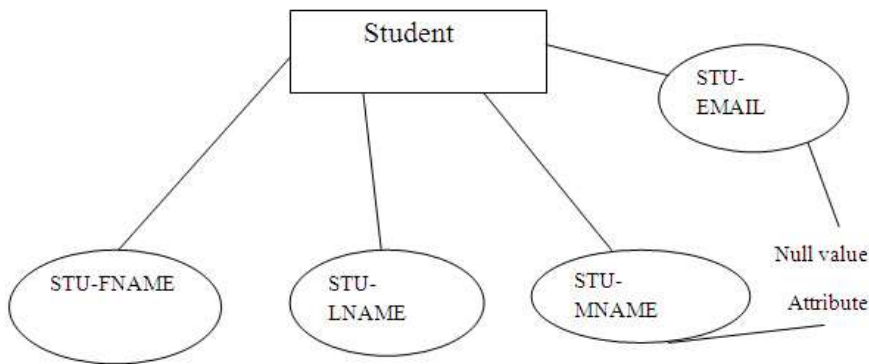 Student
STU-
EMAIL
STU-FNAME
STU-
LNAME
STU-
MNAME
Null value
Attribute